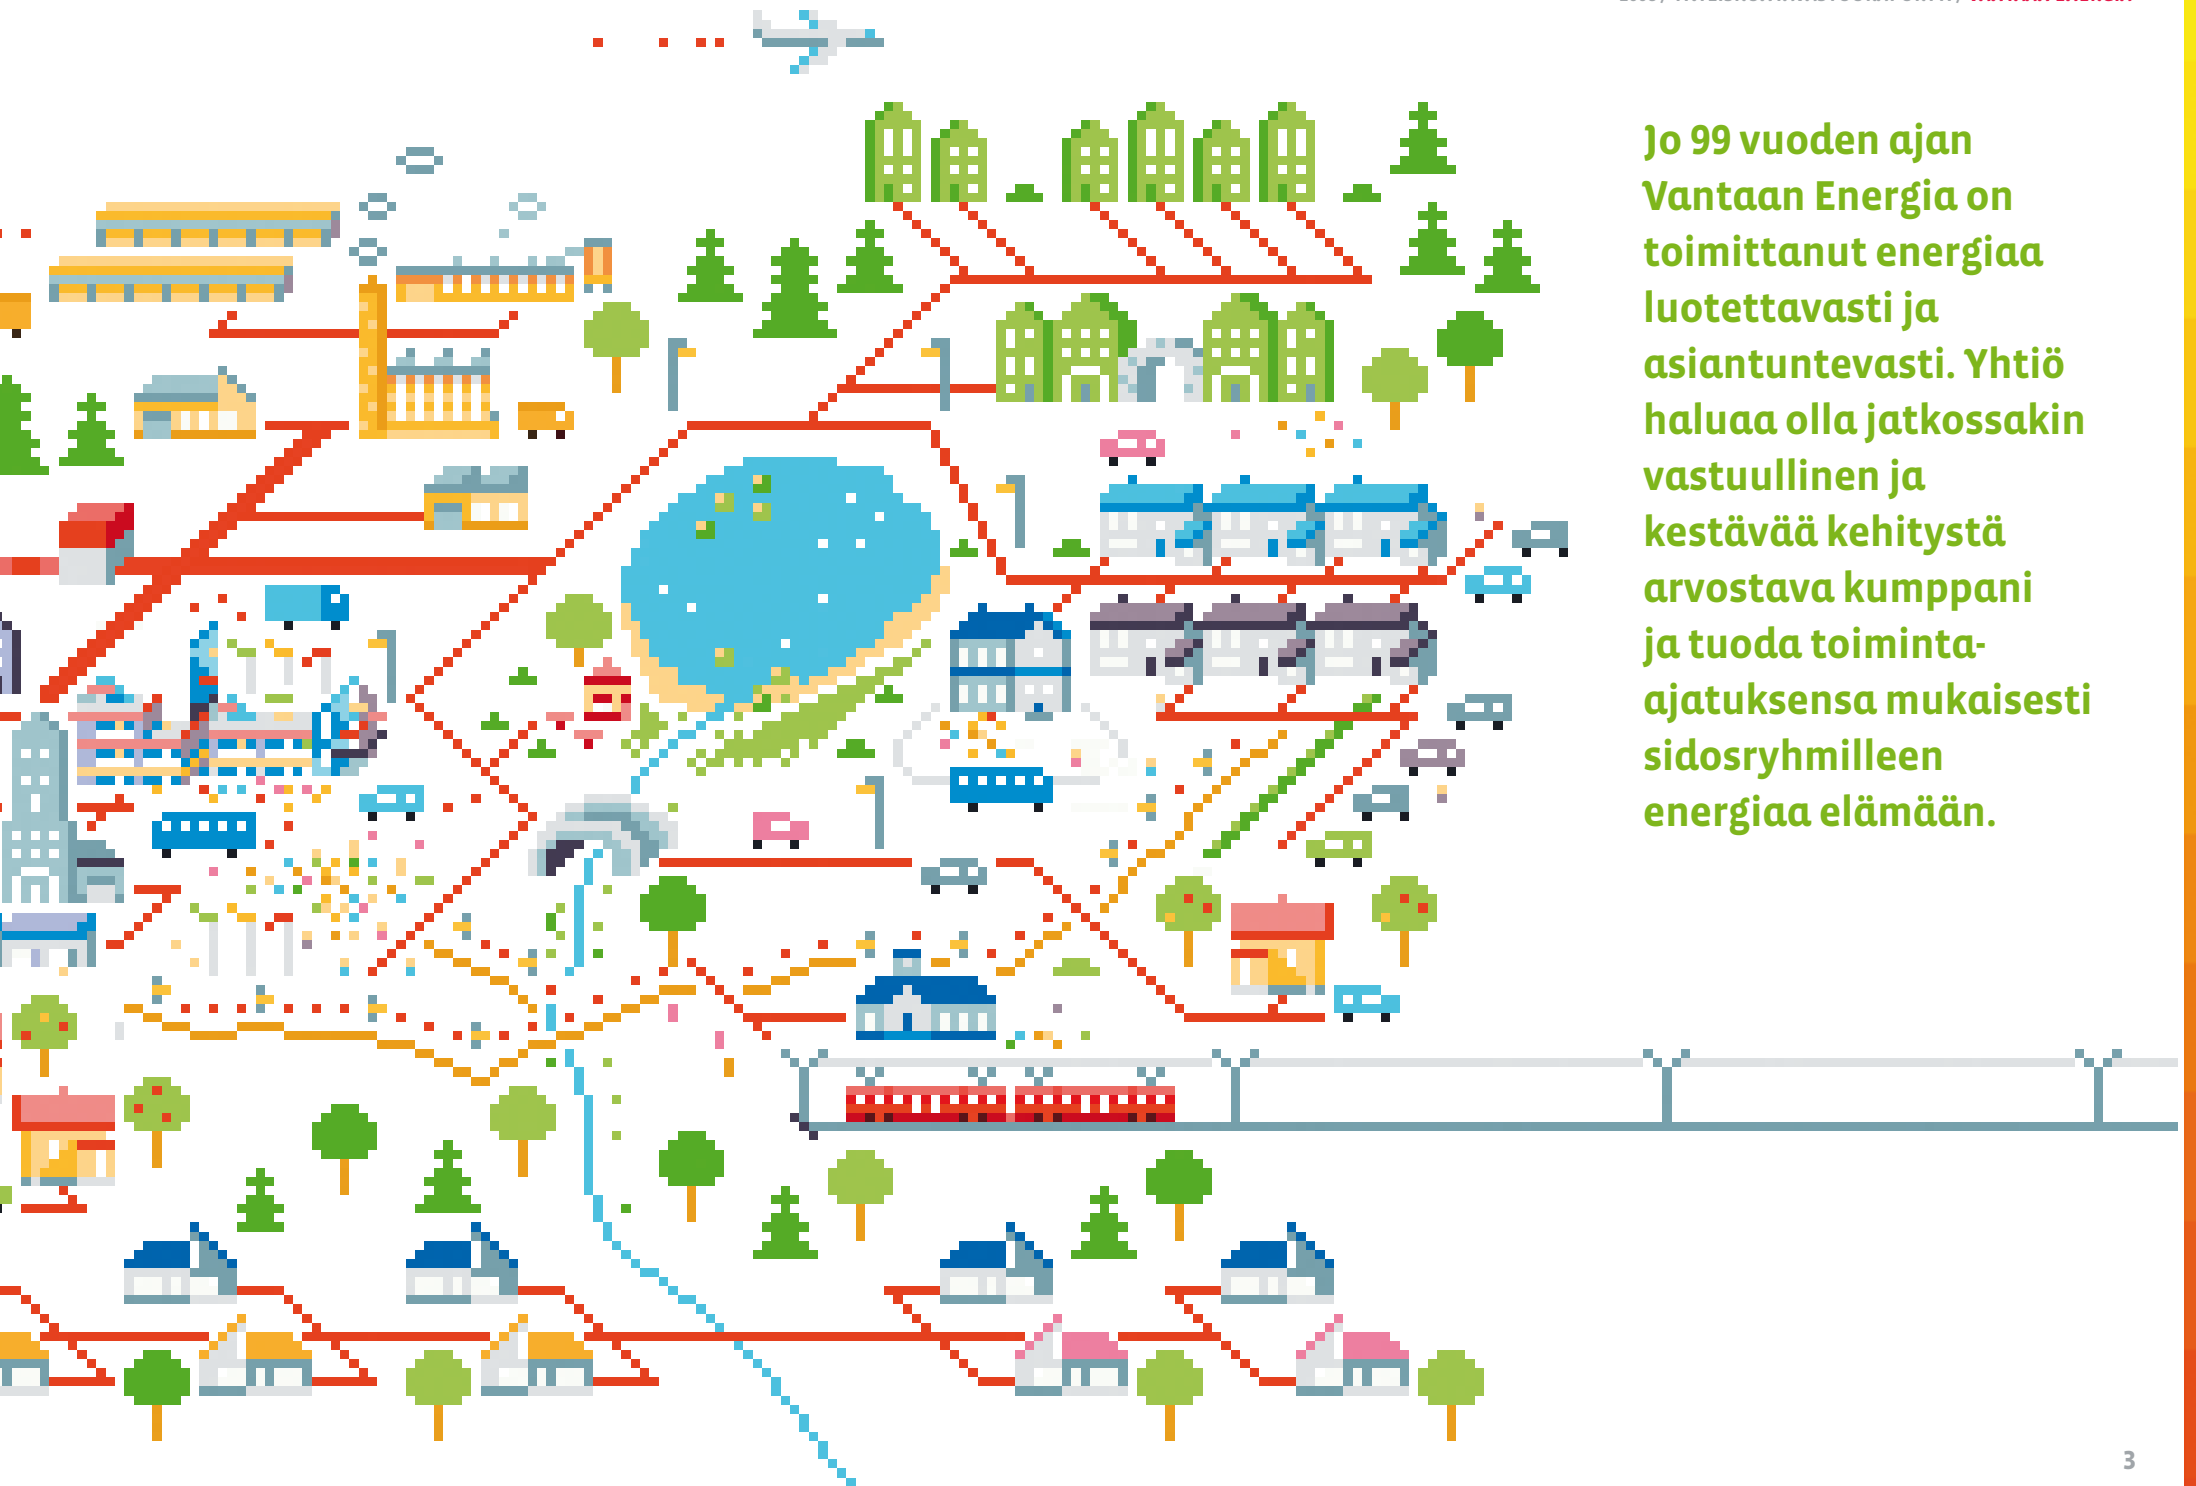 Jo 99 vuoden ajan
Vantaan Energia on
toimittanut energiaa
luotettavasti ja
asiantuntevasti. Yhtiö
haluaa olla jatkossakin
vastuullinen ja
kestävää kehitystä
arvostava kumppani
ja tuoda toiminta-
ajatuksensa mukaisesti
sidosryhmilleen
energiaa elämään.
3